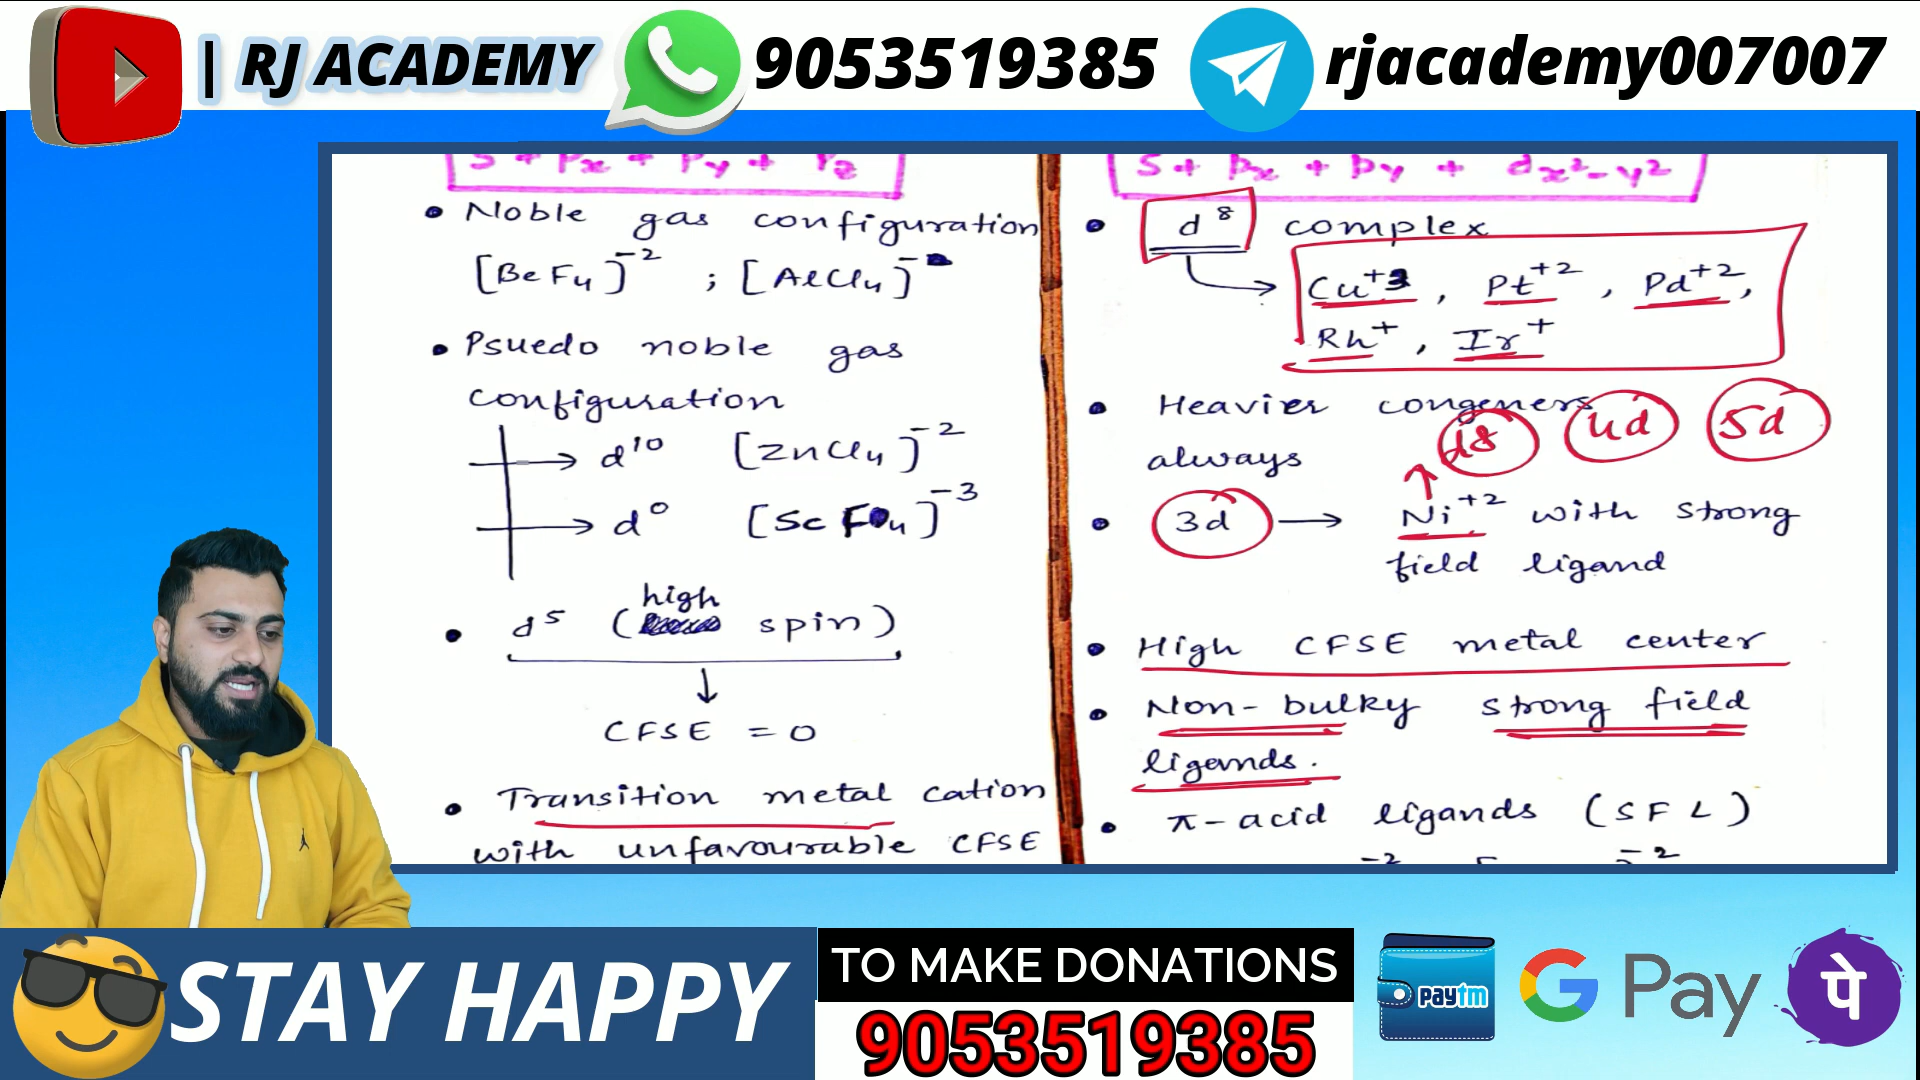 | RJ ACADEMY
9053519385
rjacademy007007
S + Px + Py + Pz
• Noble gas configuration
[BeF4]⁻² ; [AlCl4]⁻
• Psuedo noble gas
configuration
→ d¹⁰ [ZnCl4]⁻²
→ d⁰ [ScF4]⁻³
high
• d⁵ ( spin)
↓
CFSE = 0
• Transition metal cation
with unfavourable CFSE
S + Px + Py + dx²-y²
• d⁸ complex
→ Cu⁺³, Pt⁺², Pd⁺²,
Rh⁺, Ir⁺
• Heavier congeners
always d8 4d 5d
• 3d → Ni⁺² with strong
field ligand
• High CFSE metal center
• Non-bulky strong field
ligands.
• π-acid ligands (SFL)
STAY HAPPY
TO MAKE DONATIONS
9053519385
paytm
G Pay
पे